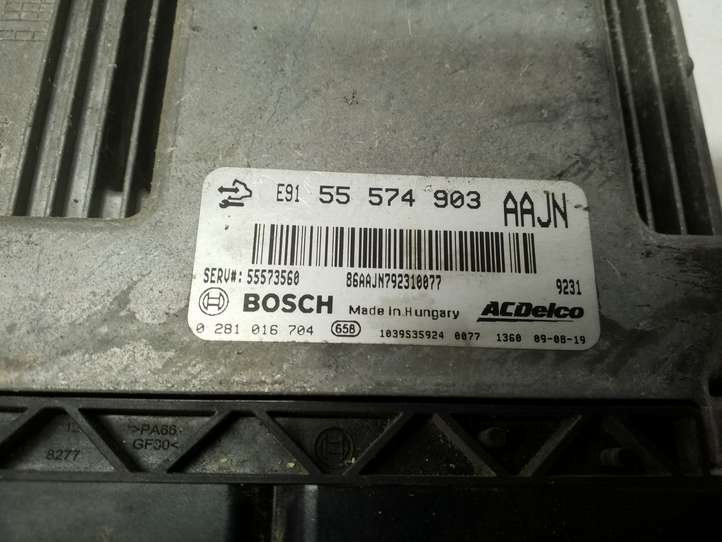 E91 55 574 903 AAJN
SERV#: 55573560 86AAJN792310077 9231
BOSCH Made in Hungary ACDelco
0 281 016 704 658 1039S35924 0077 1360 09-08-19
12 >PA66-
GF30<
8277